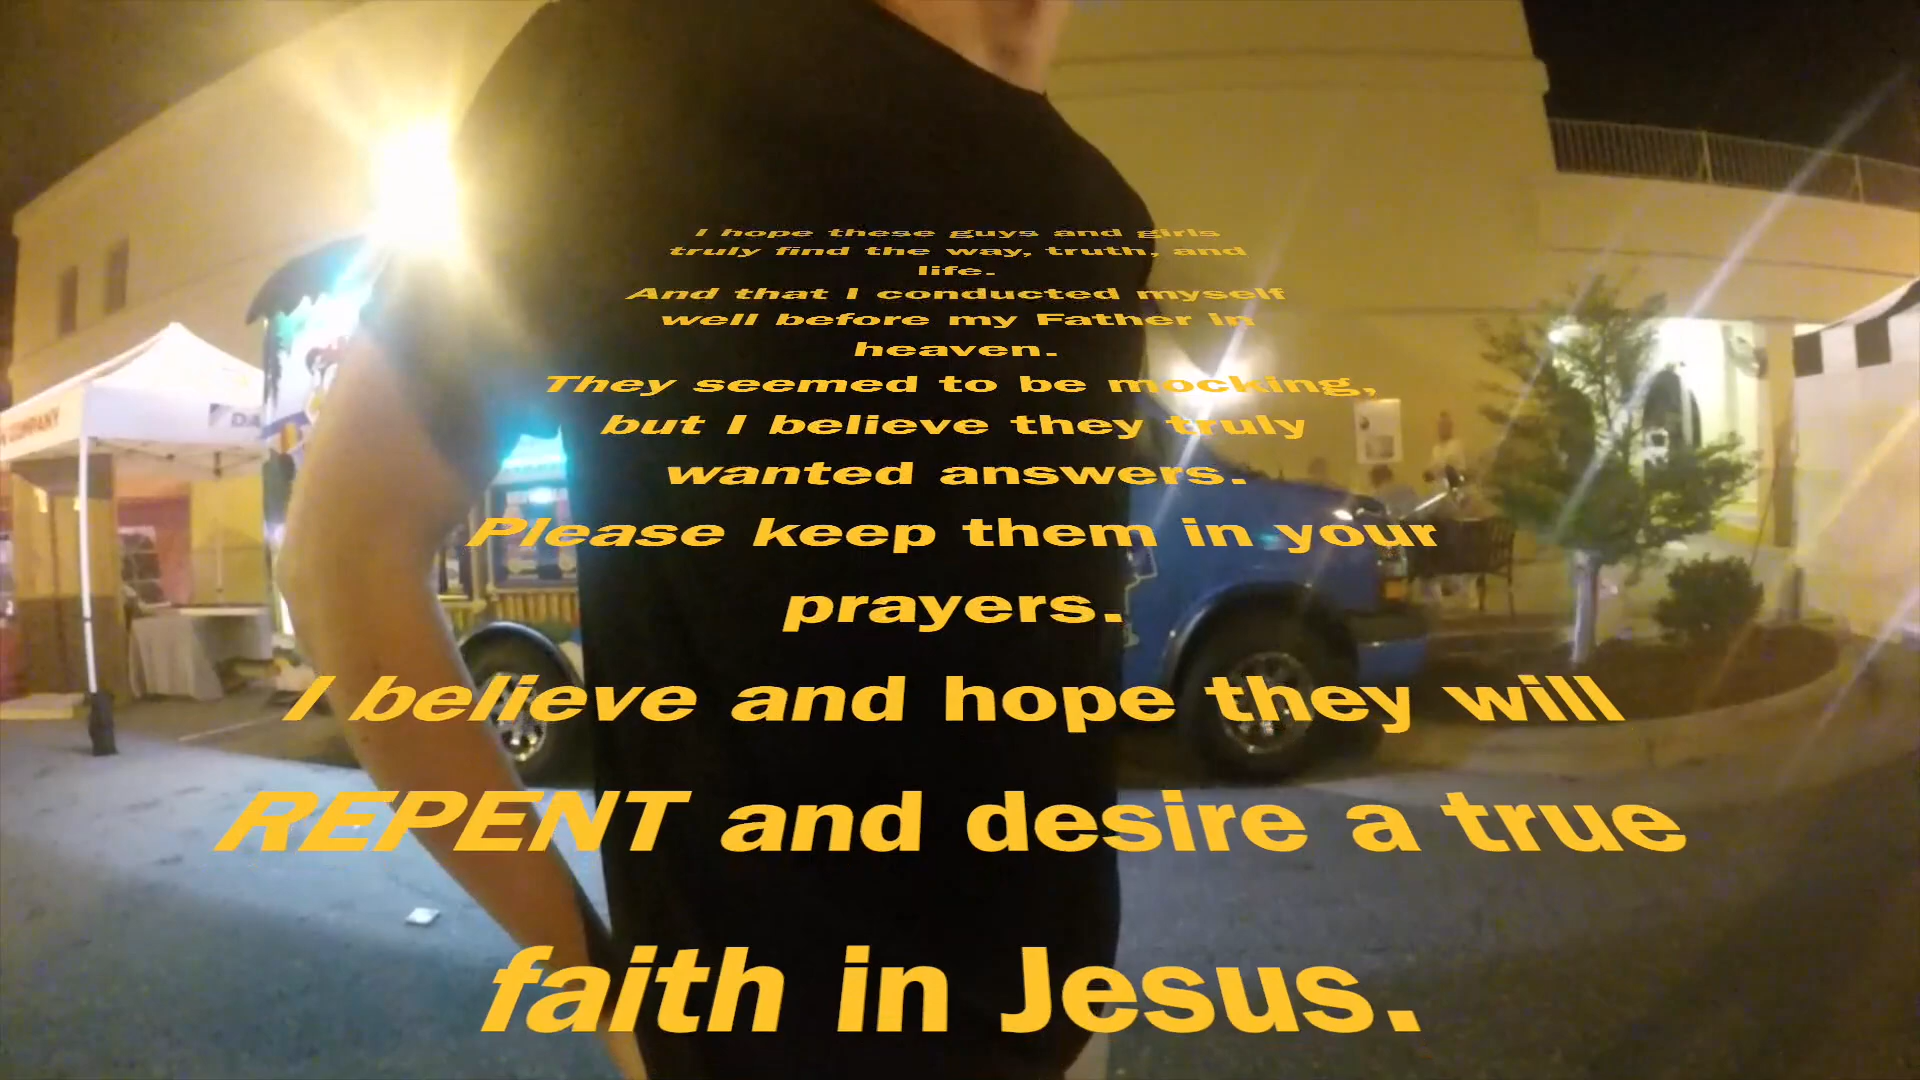 I hope these guys and girls
truly find the way, truth, and
life.
And that I conducted myself
well before my Father in
heaven.
They seemed to be mocking,
but I believe they truly
wanted answers.
Please keep them in your
prayers.
I believe and hope they will
REPENT and desire a true
faith in Jesus.
COMPANY